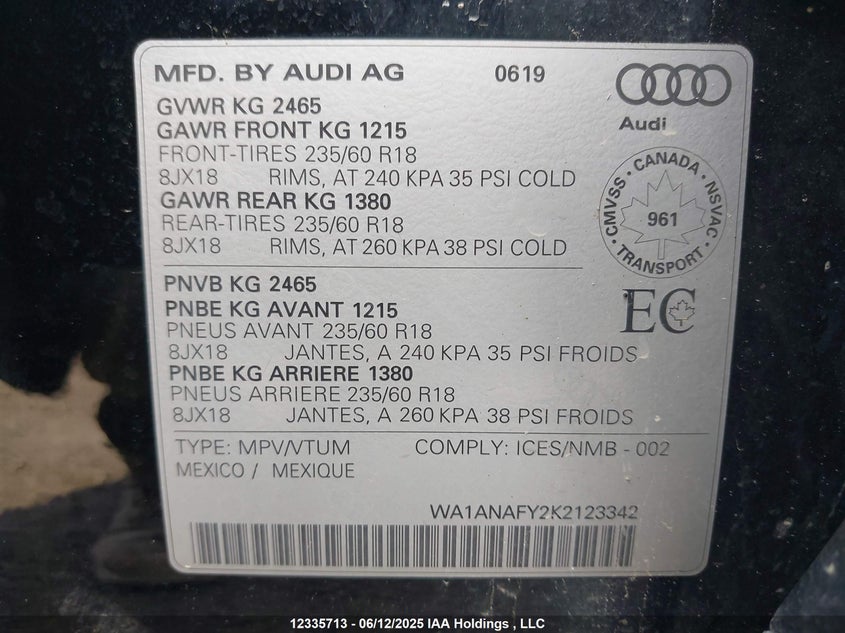 MFD. BY AUDI AG 0619
Audi
GVWR KG 2465
GAWR FRONT KG 1215
FRONT-TIRES 235/60 R18
8JX18 RIMS, AT 240 KPA 35 PSI COLD
GAWR REAR KG 1380
REAR-TIRES 235/60 R18
8JX18 RIMS, AT 260 KPA 38 PSI COLD
CMVSS · CANADA · NSVAC · TRANSPORT ·
961
PNVB KG 2465
PNBE KG AVANT 1215
PNEUS AVANT 235/60 R18
8JX18 JANTES, A 240 KPA 35 PSI FROIDS
EC
PNBE KG ARRIERE 1380
PNEUS ARRIERE 235/60 R18
8JX18 JANTES, A 260 KPA 38 PSI FROIDS
TYPE: MPV/VTUM COMPLY: ICES/NMB - 002
MEXICO / MEXIQUE
WA1ANAFY2K2123342
12335713 - 06/12/2025 IAA Holdings , LLC